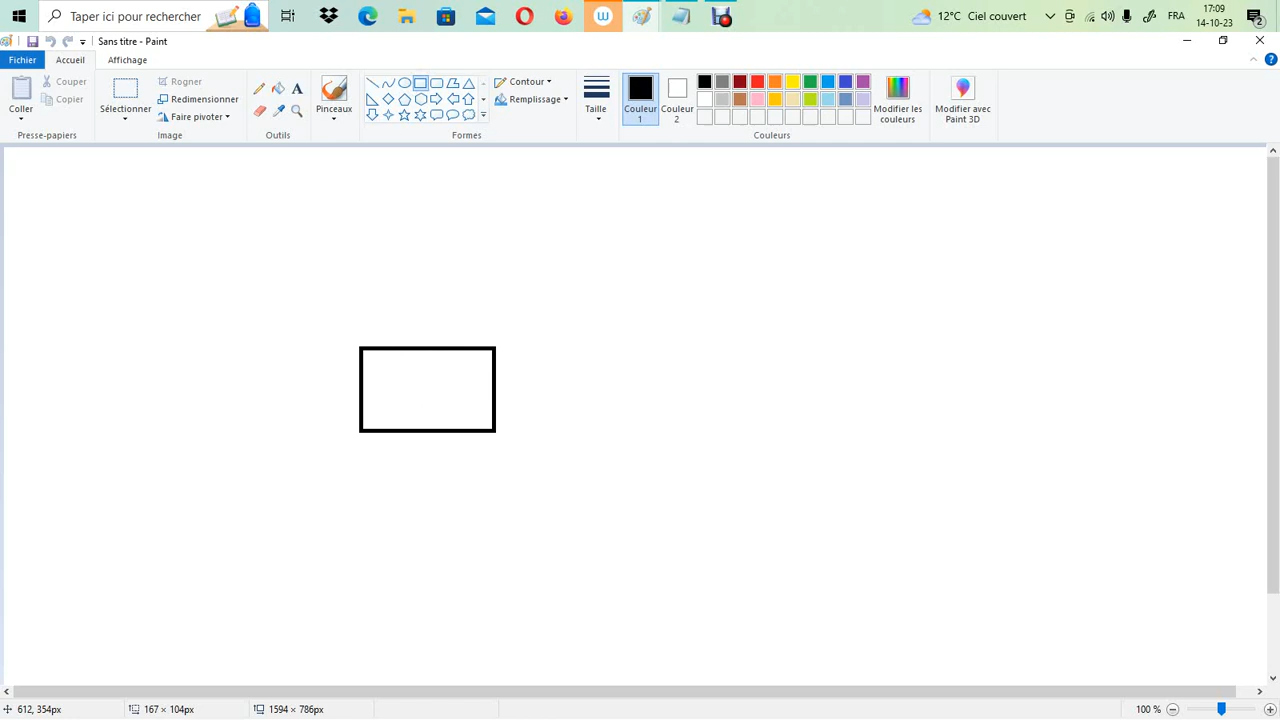 Taper ici pour rechercher
W
12°C Ciel couvert
FRA
17:09
14-10-23
2
Sans titre - Paint
Fichier
Accueil
Affichage
?
Coller
Couper
Copier
Presse-papiers
Sélectionner
Rogner
Redimensionner
Faire pivoter
Image
A
Outils
Pinceaux
Contour
Remplissage
Formes
Taille
Couleur 1
Couleur 2
Modifier les couleurs
Couleurs
Modifier avec Paint 3D
612, 354px
167 × 104px
1594 × 786px
100 %